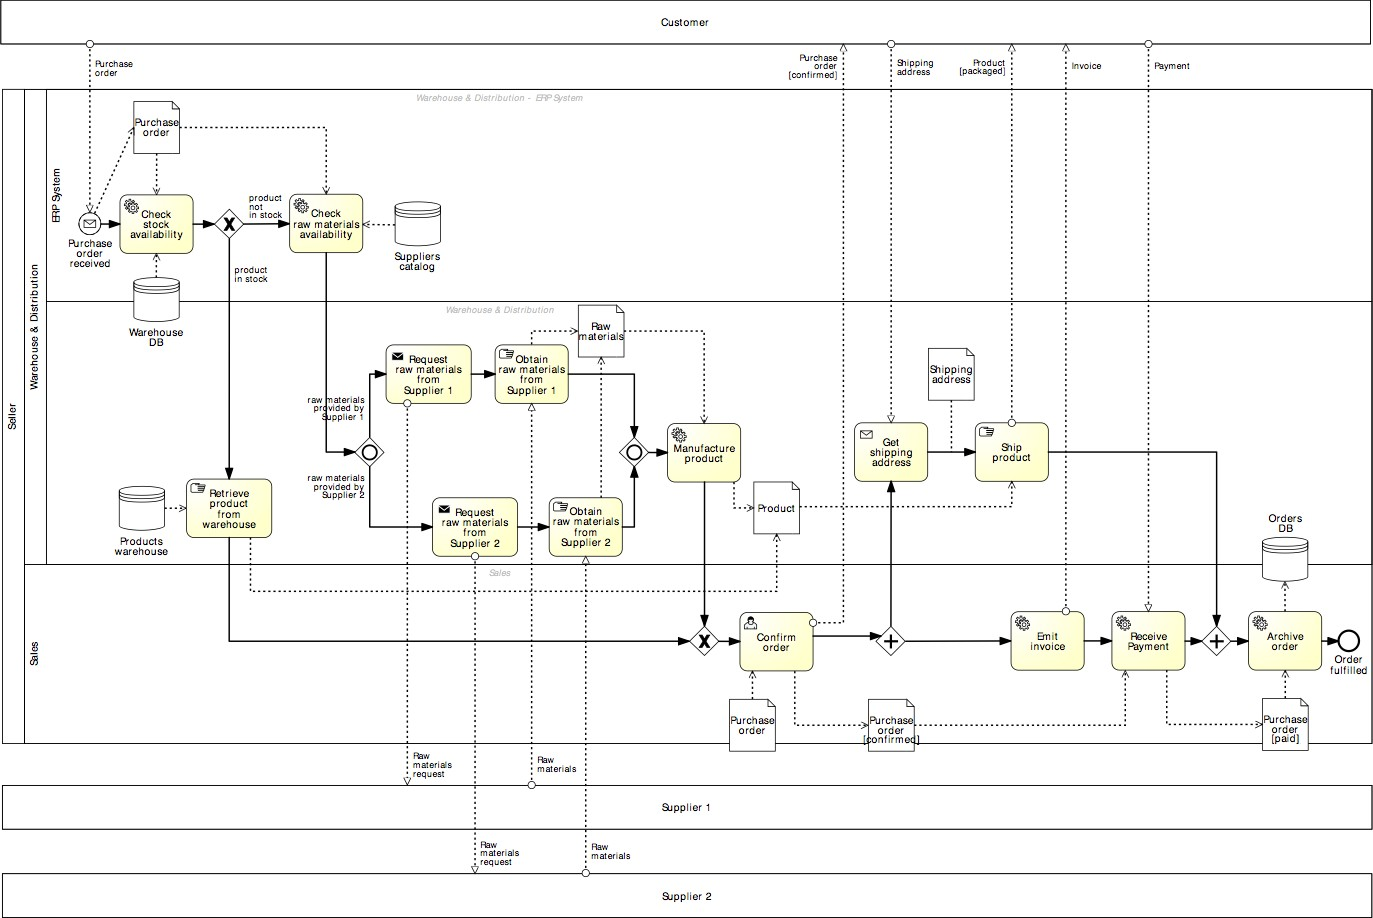 Customer
Purchase
order
Purchase
order
[confirmed]
Shipping
address
Product
[packaged]
Invoice
Payment
Seller
Warehouse & Distribution
ERP System
Warehouse & Distribution - ERP System
Purchase
order
Purchase
order
received
Check
stock
availability
Warehouse
DB
product
not
in stock
product
in stock
Check
raw materials
availability
Suppliers
catalog
Warehouse & Distribution
Raw
materials
Request
raw materials
from
Supplier 1
Obtain
raw materials
from
Supplier 1
raw materials
provided by
Supplier 1
raw materials
provided by
Supplier 2
Request
raw materials
from
Supplier 2
Obtain
raw materials
from
Supplier 2
Manufacture
product
Product
Shipping
address
Get
shipping
address
Ship
product
Products
warehouse
Retrieve
product
from
warehouse
Orders
DB
Sales
Sales
Confirm
order
Emit
invoice
Receive
Payment
Archive
order
Order
fulfilled
Purchase
order
Purchase
order
[confirmed]
Purchase
order
[paid]
Raw
materials
request
Raw
materials
Supplier 1
Raw
materials
request
Raw
materials
Supplier 2